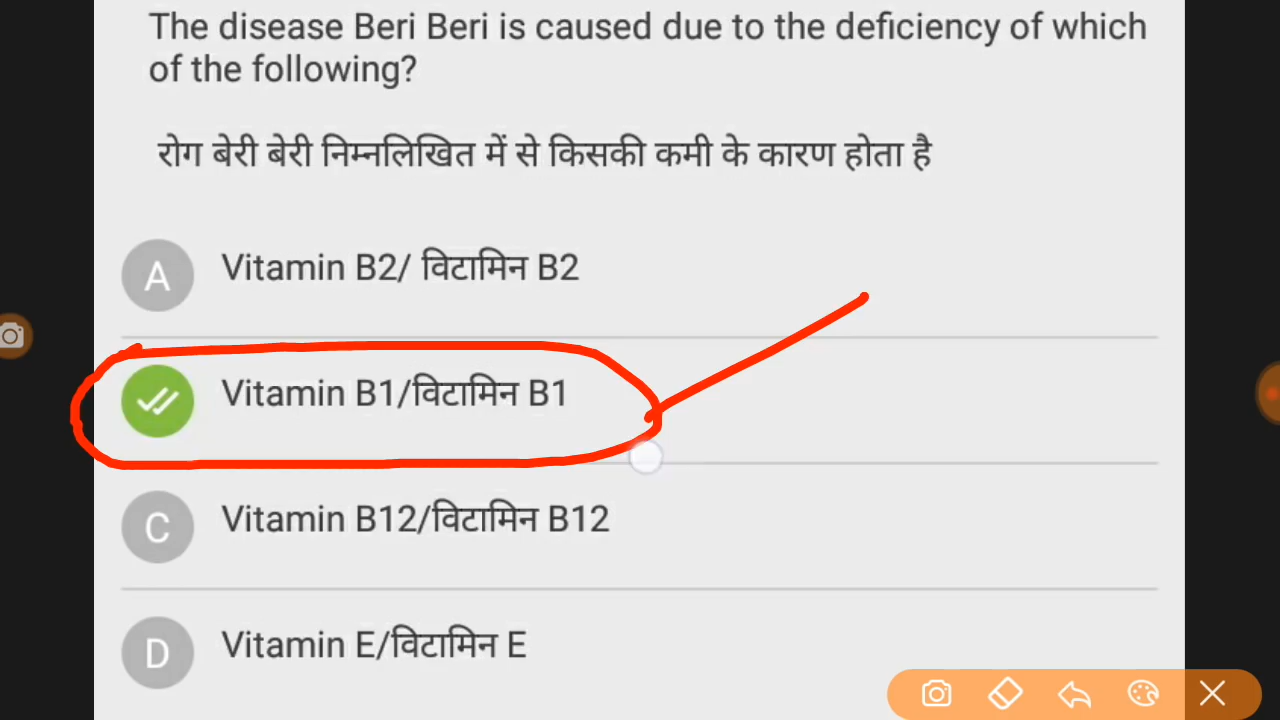 The disease Beri Beri is caused due to the deficiency of which
of the following?
रोग बेरी बेरी निम्नलिखित में से किसकी कमी के कारण होता है
A Vitamin B2/ विटामिन B2
Vitamin B1/विटामिन B1
C Vitamin B12/विटामिन B12
D Vitamin E/विटामिन E